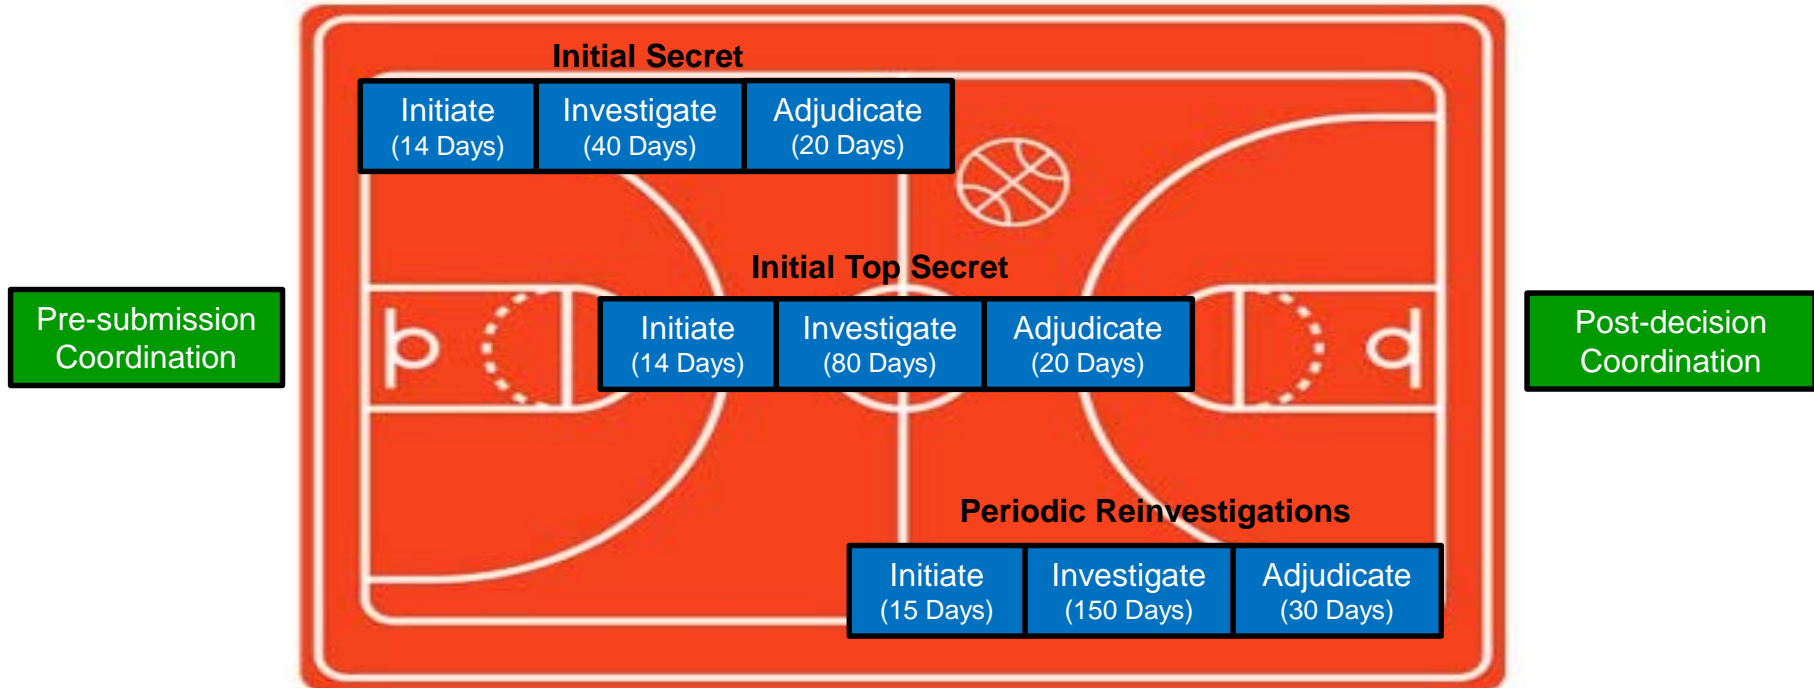 Initial Secret
Initiate
(14 Days)
Investigate
(40 Days)
Adjudicate
(20 Days)
Initial Top Secret
Pre-submission
Coordination
Initiate
(14 Days)
Investigate
(80 Days)
Adjudicate
(20 Days)
Post-decision
Coordination
Periodic Reinvestigations
Initiate
(15 Days)
Investigate
(150 Days)
Adjudicate
(30 Days)